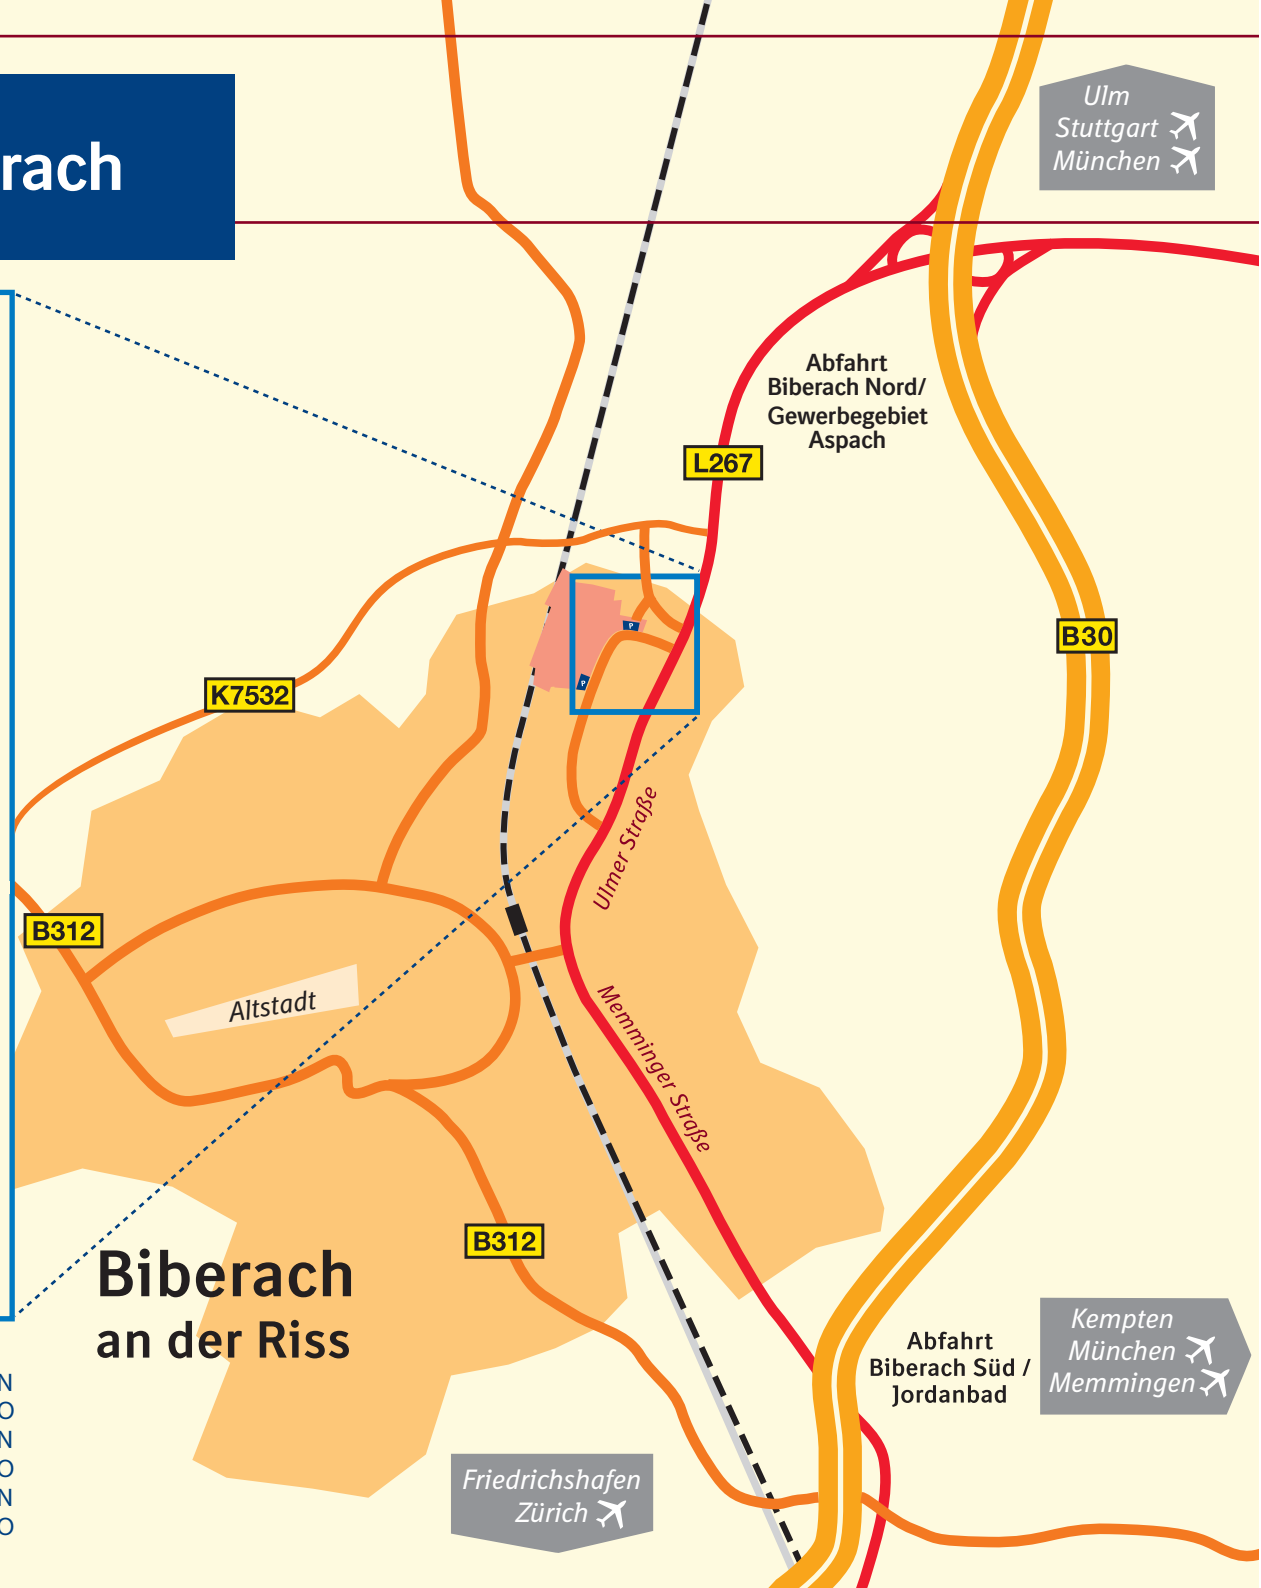 Ulm
Stuttgart
München
rach
Abfahrt
Biberach Nord/
Gewerbegebiet
Aspach
L267
P
B30
P
K7532
Ulmer Straße
B312
Altstadt
Memminger Straße
B312
Biberach
an der Riss
Kempten
München
Memmingen
Abfahrt
Biberach Süd /
Jordanbad
N
O
N
O
N
O
Friedrichshafen
Zürich